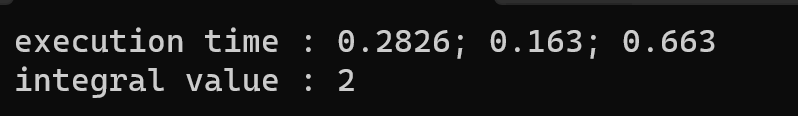 execution time : 0.2826; 0.163; 0.663
integral value : 2